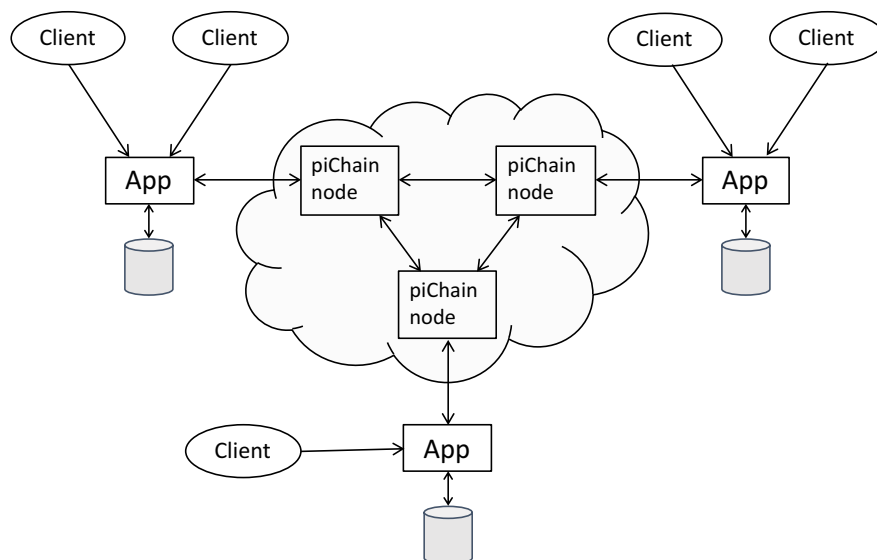 Client
Client
Client
Client
App
piChain
node
piChain
node
App
piChain
node
Client
App